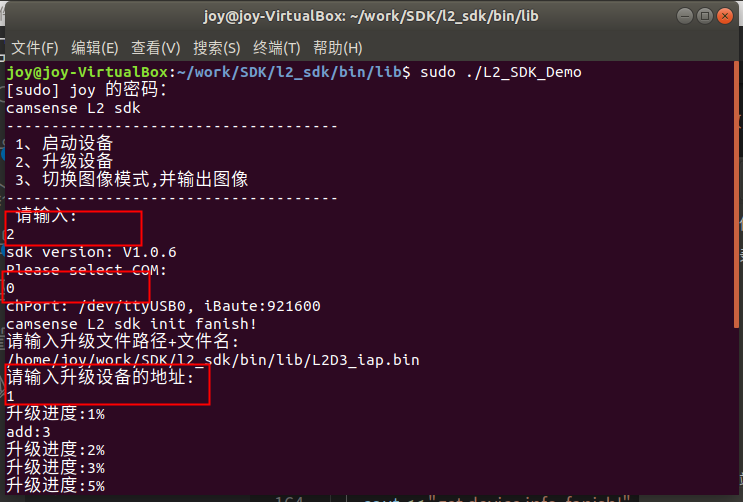 joy@joy-VirtualBox: ~/work/SDK/l2_sdk/bin/lib
文件(F) 编辑(E) 查看(V) 搜索(S) 终端(T) 帮助(H)
joy@joy-VirtualBox:~/work/SDK/l2_sdk/bin/lib$ sudo ./L2_SDK_Demo
[sudo] joy 的密码：
camsense L2 sdk
-------------------------------------
1、启动设备
2、升级设备
3、切换图像模式,并输出图像
-------------------------------------
请输入:
2
sdk version: V1.0.6
Please select COM:
0
chPort: /dev/ttyUSB0, iBaute:921600
camsense L2 sdk init fanish!
请输入升级文件路径+文件名:
/home/joy/work/SDK/l2_sdk/bin/lib/L2D3_iap.bin
请输入升级设备的地址:
1
升级进度:1%
add:3
升级进度:2%
升级进度:3%
升级进度:5%